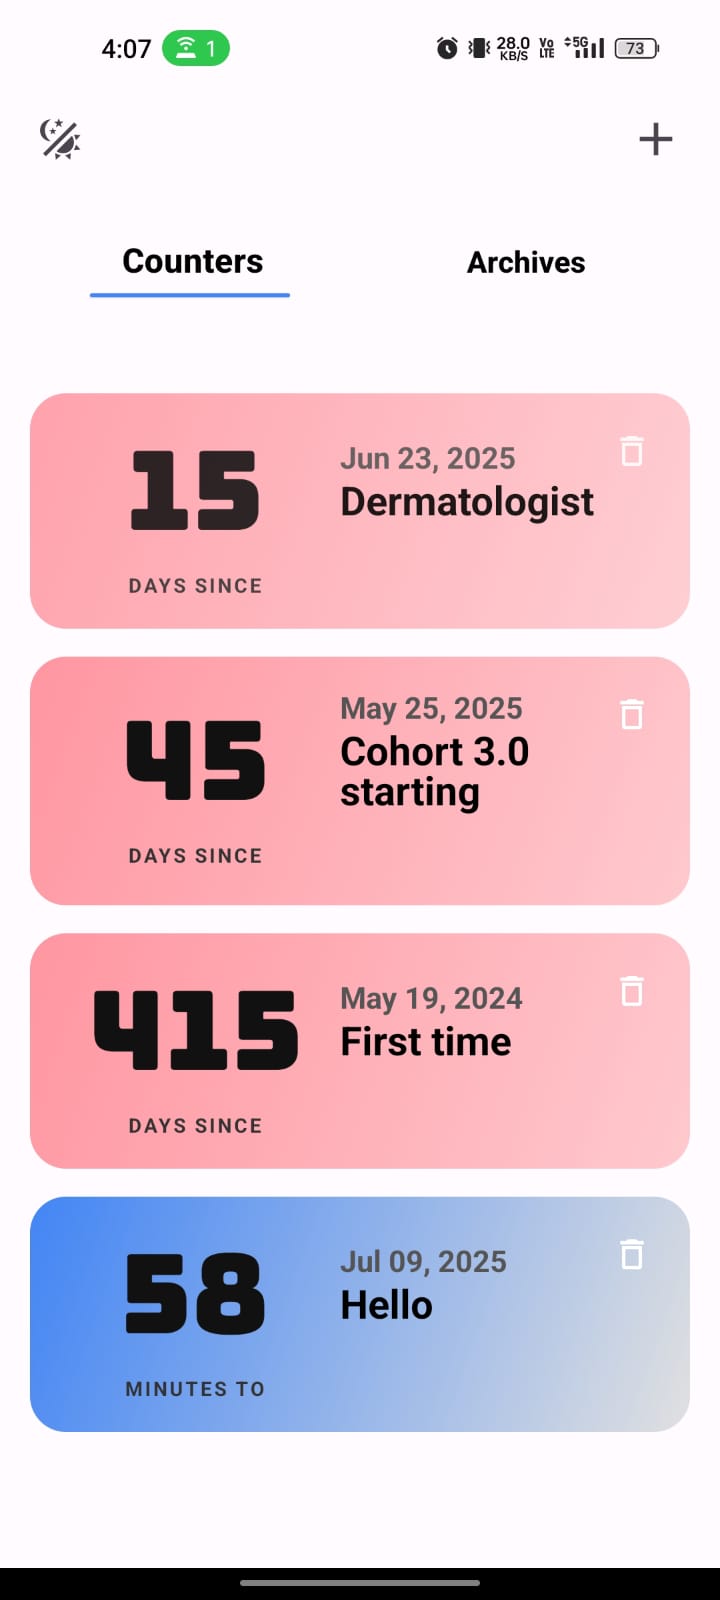 4:07 1 28.0 KB/S Vo LTE 5G 73
Counters Archives
15
DAYS SINCE
Jun 23, 2025
Dermatologist
45
DAYS SINCE
May 25, 2025
Cohort 3.0
starting
415
DAYS SINCE
May 19, 2024
First time
58
MINUTES TO
Jul 09, 2025
Hello